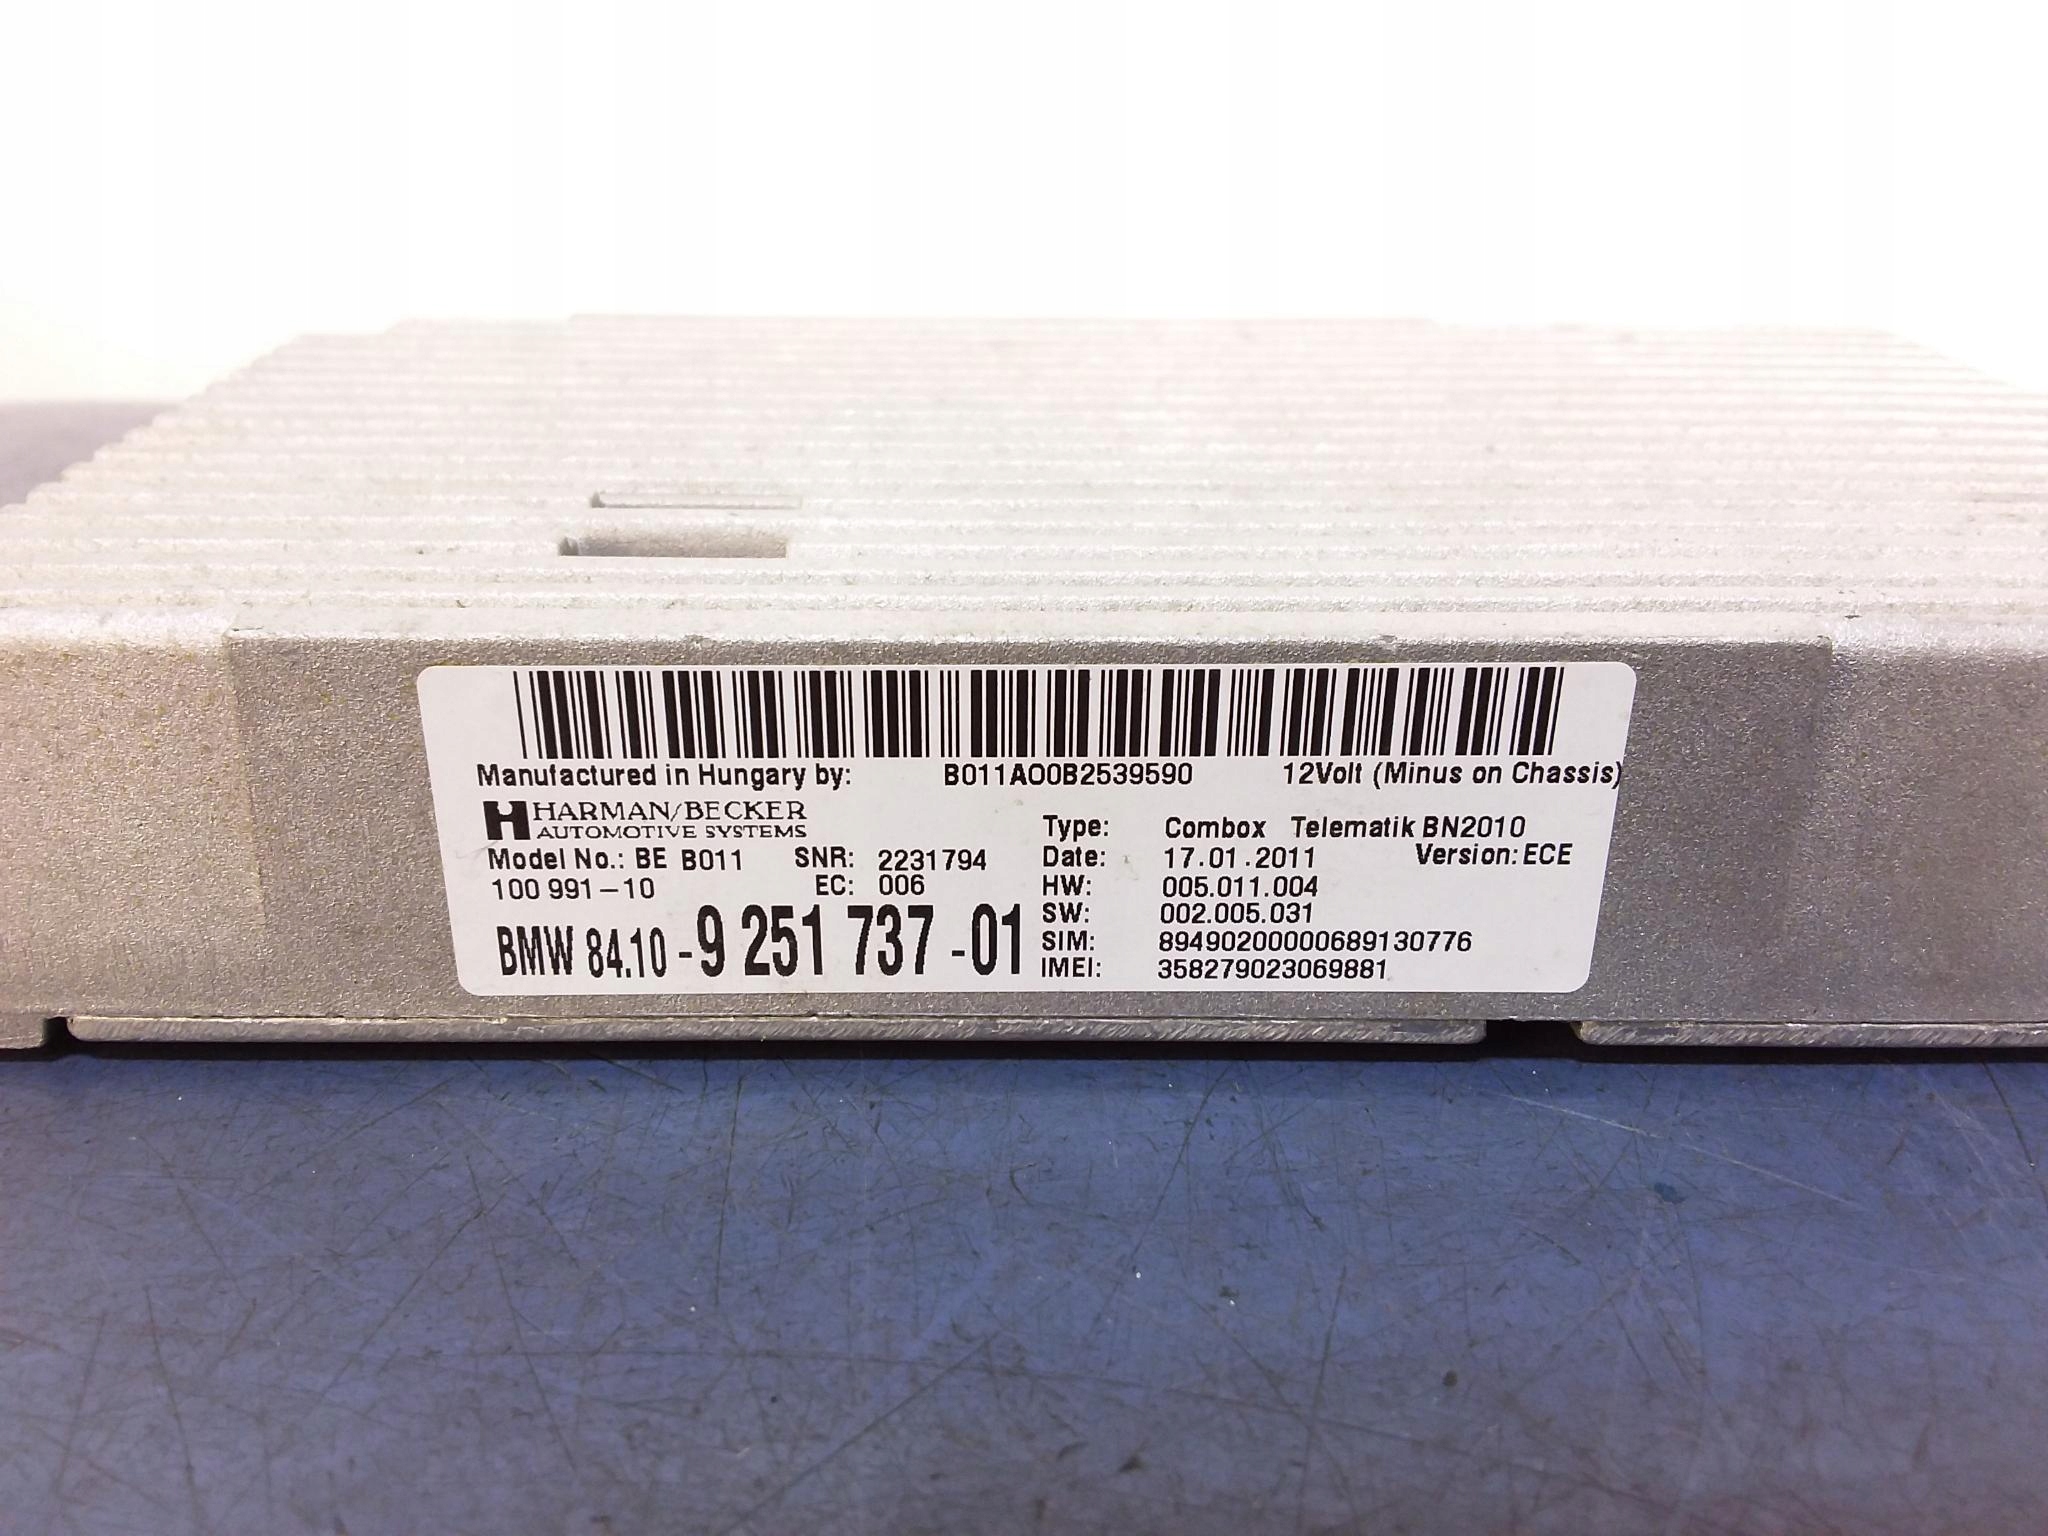 Manufactured in Hungary by: B011AO0B2539590 12Volt (Minus on Chassis)
HARMAN/BECKER
AUTOMOTIVE SYSTEMS
Type: Combox Telematik BN2010
Model No.: BE B011 SNR: 2231794 Date: 17.01.2011 Version: ECE
100 991-10 EC: 006 HW: 005.011.004
SW: 002.005.031
BMW 84.10 - 9 251 737 - 01 SIM: 89490200000689130776
IMEI: 358279023069881